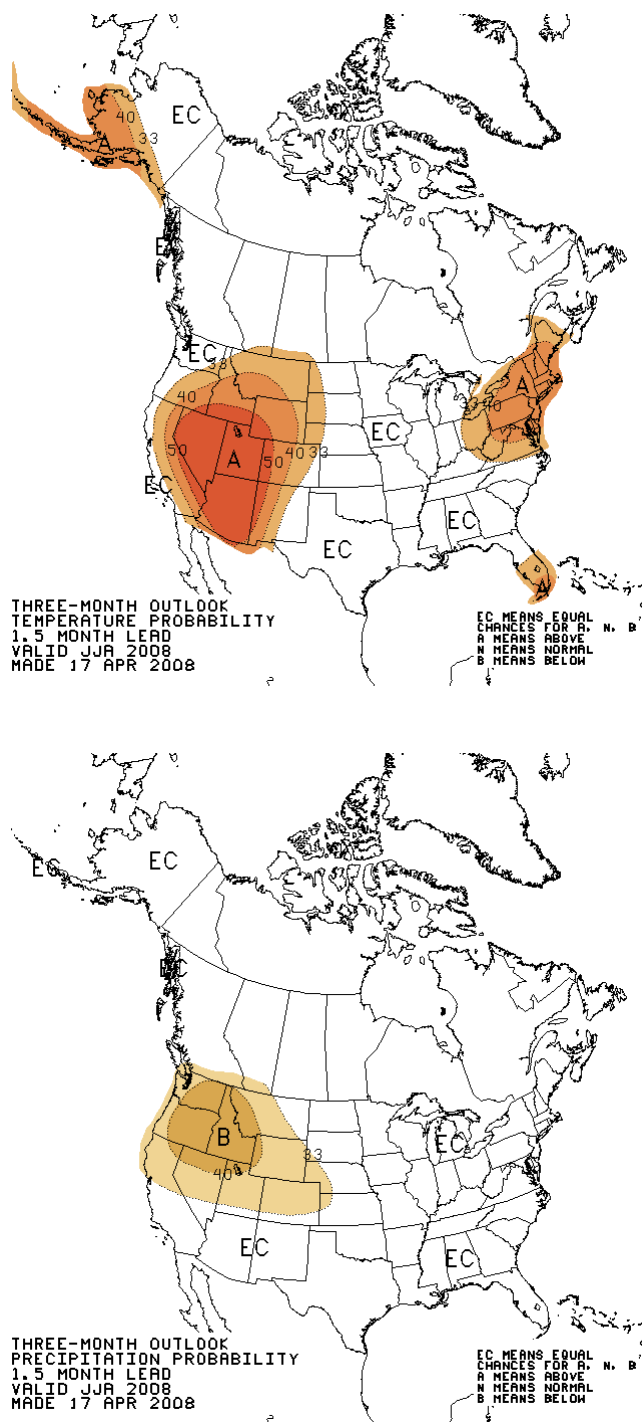 40
EC
33
A
EC
EC
33
40
A
33 40
EC
50
A
50 40 33
EC
EC
EC
A
THREE-MONTH OUTLOOK
TEMPERATURE PROBABILITY
1.5 MONTH LEAD
VALID JJA 2008
MADE 17 APR 2008
EC MEANS EQUAL
CHANCES FOR A, N, B
A MEANS ABOVE
N MEANS NORMAL
B MEANS BELOW
EC
EC
EC
B
EC
33
40
EC
EC
THREE-MONTH OUTLOOK
PRECIPITATION PROBABILITY
1.5 MONTH LEAD
VALID JJA 2008
MADE 17 APR 2008
EC MEANS EQUAL
CHANCES FOR A, N, B
A MEANS ABOVE
N MEANS NORMAL
B MEANS BELOW